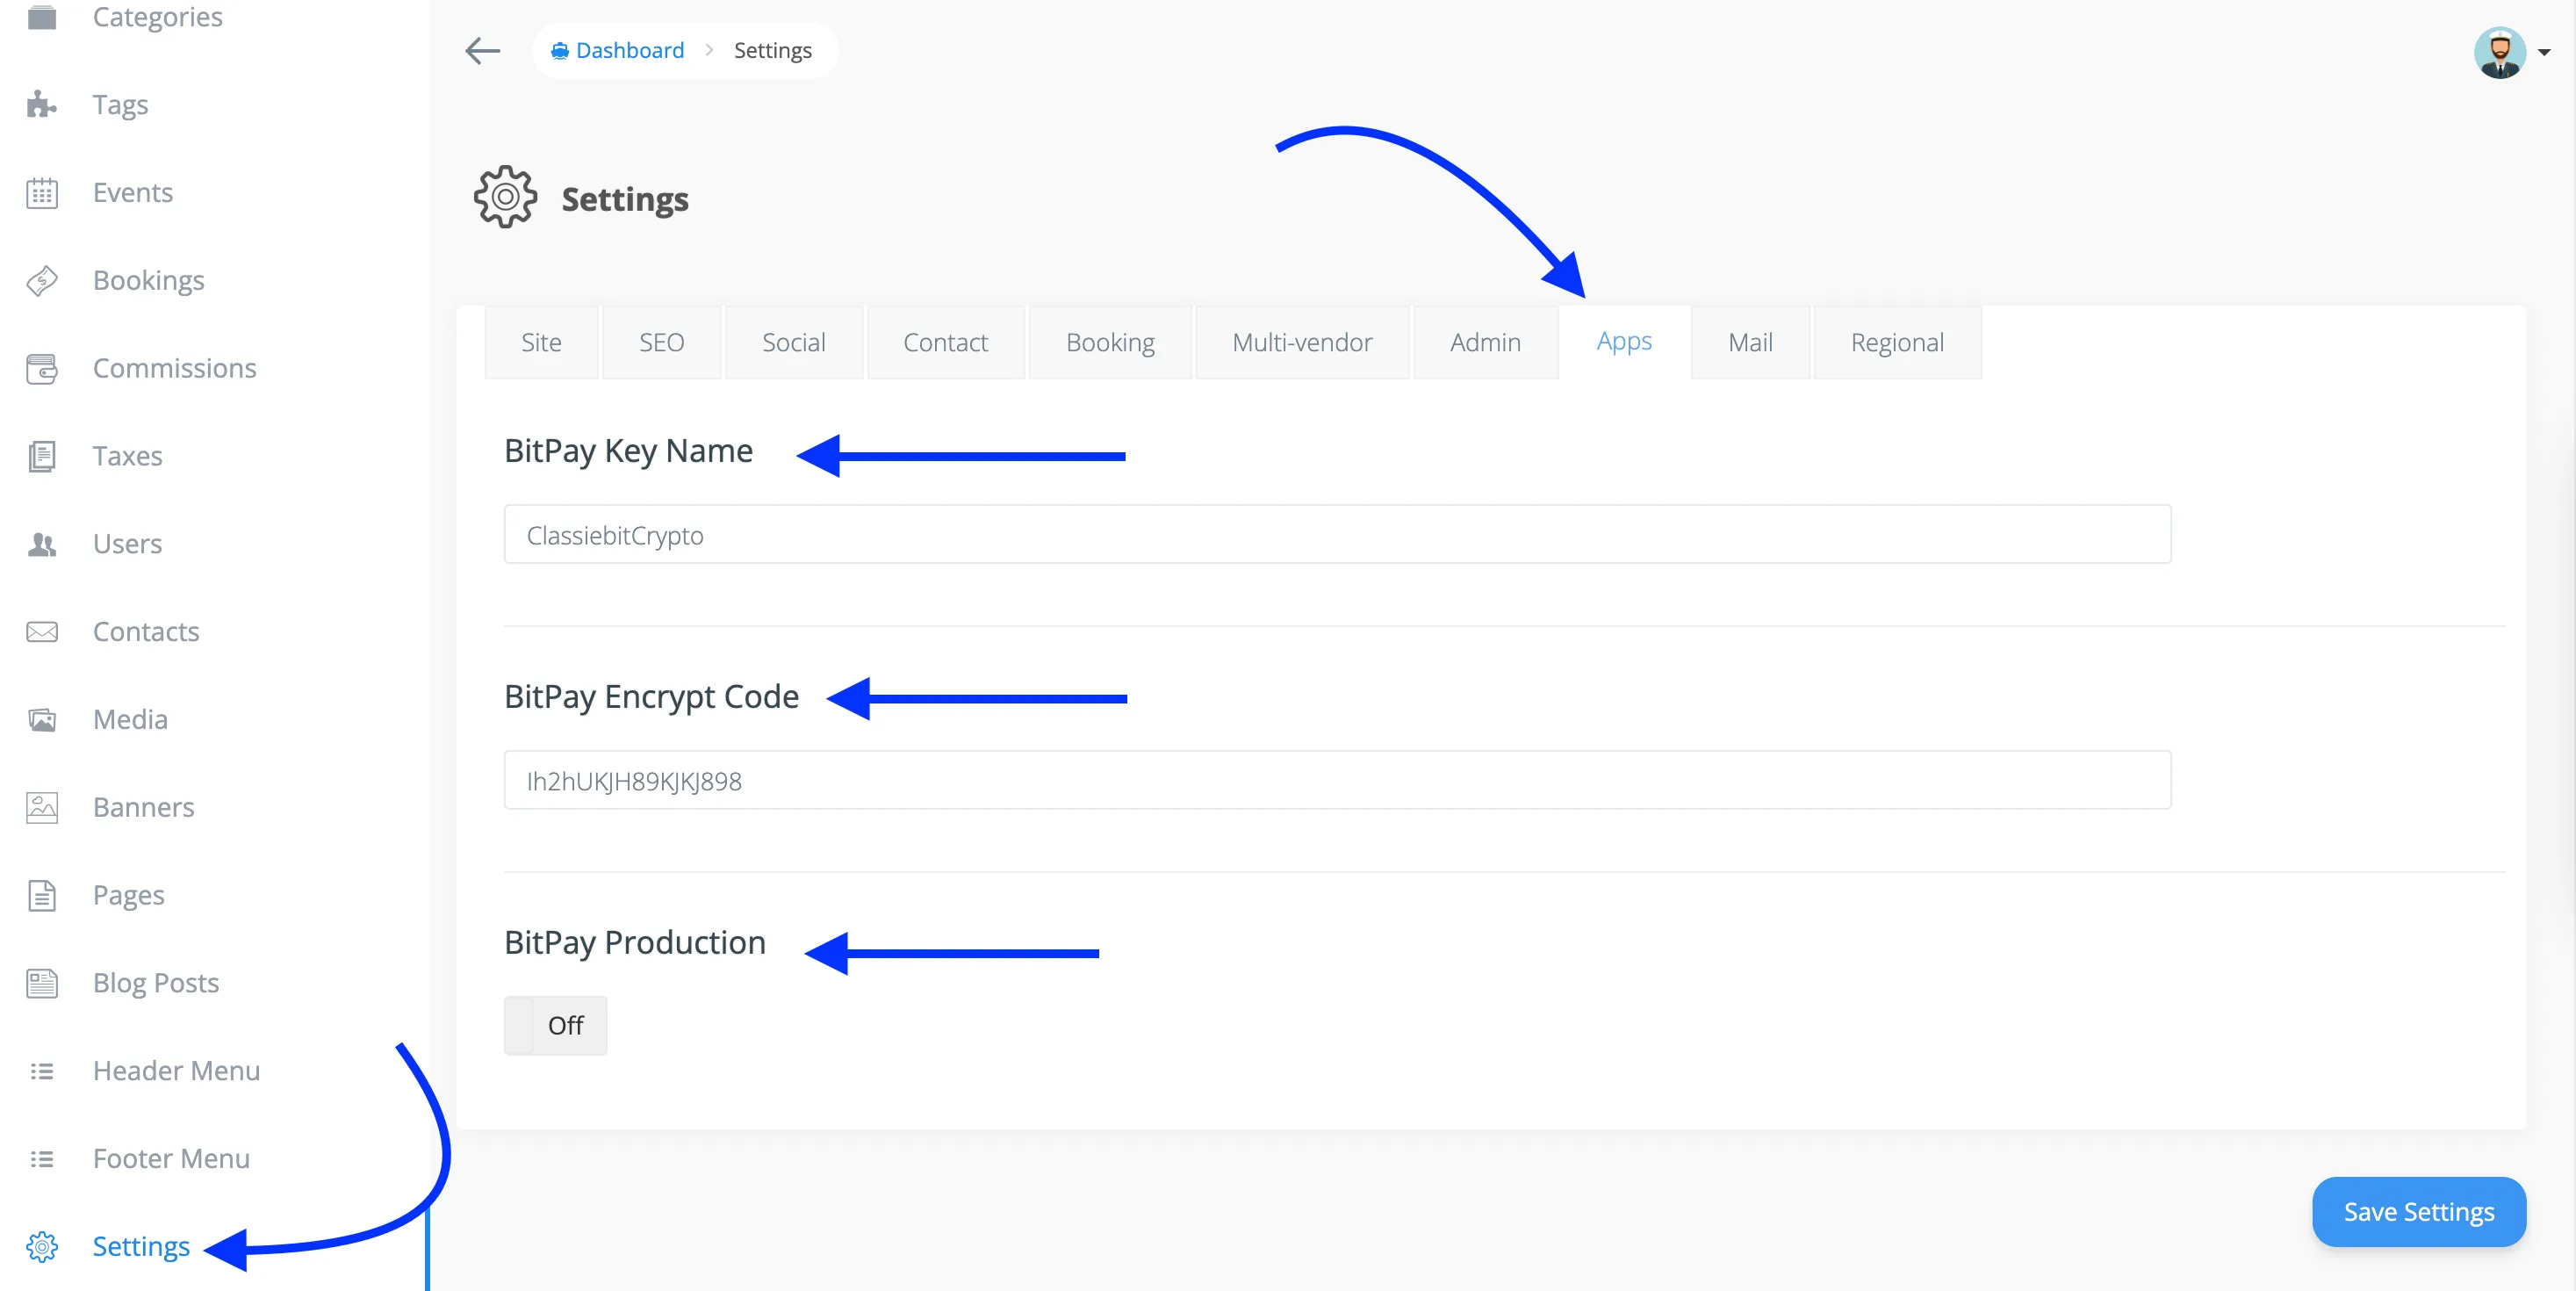 Categories
Tags
Events
Bookings
Commissions
Taxes
Users
Contacts
Media
Banners
Pages
Blog Posts
Header Menu
Footer Menu
Settings
Dashboard > Settings
Settings
Site SEO Social Contact Booking Multi-vendor Admin Apps Mail Regional
BitPay Key Name
ClassiebitCrypto
BitPay Encrypt Code
Ih2hUKJH89KJKJ898
BitPay Production
Off
Save Settings